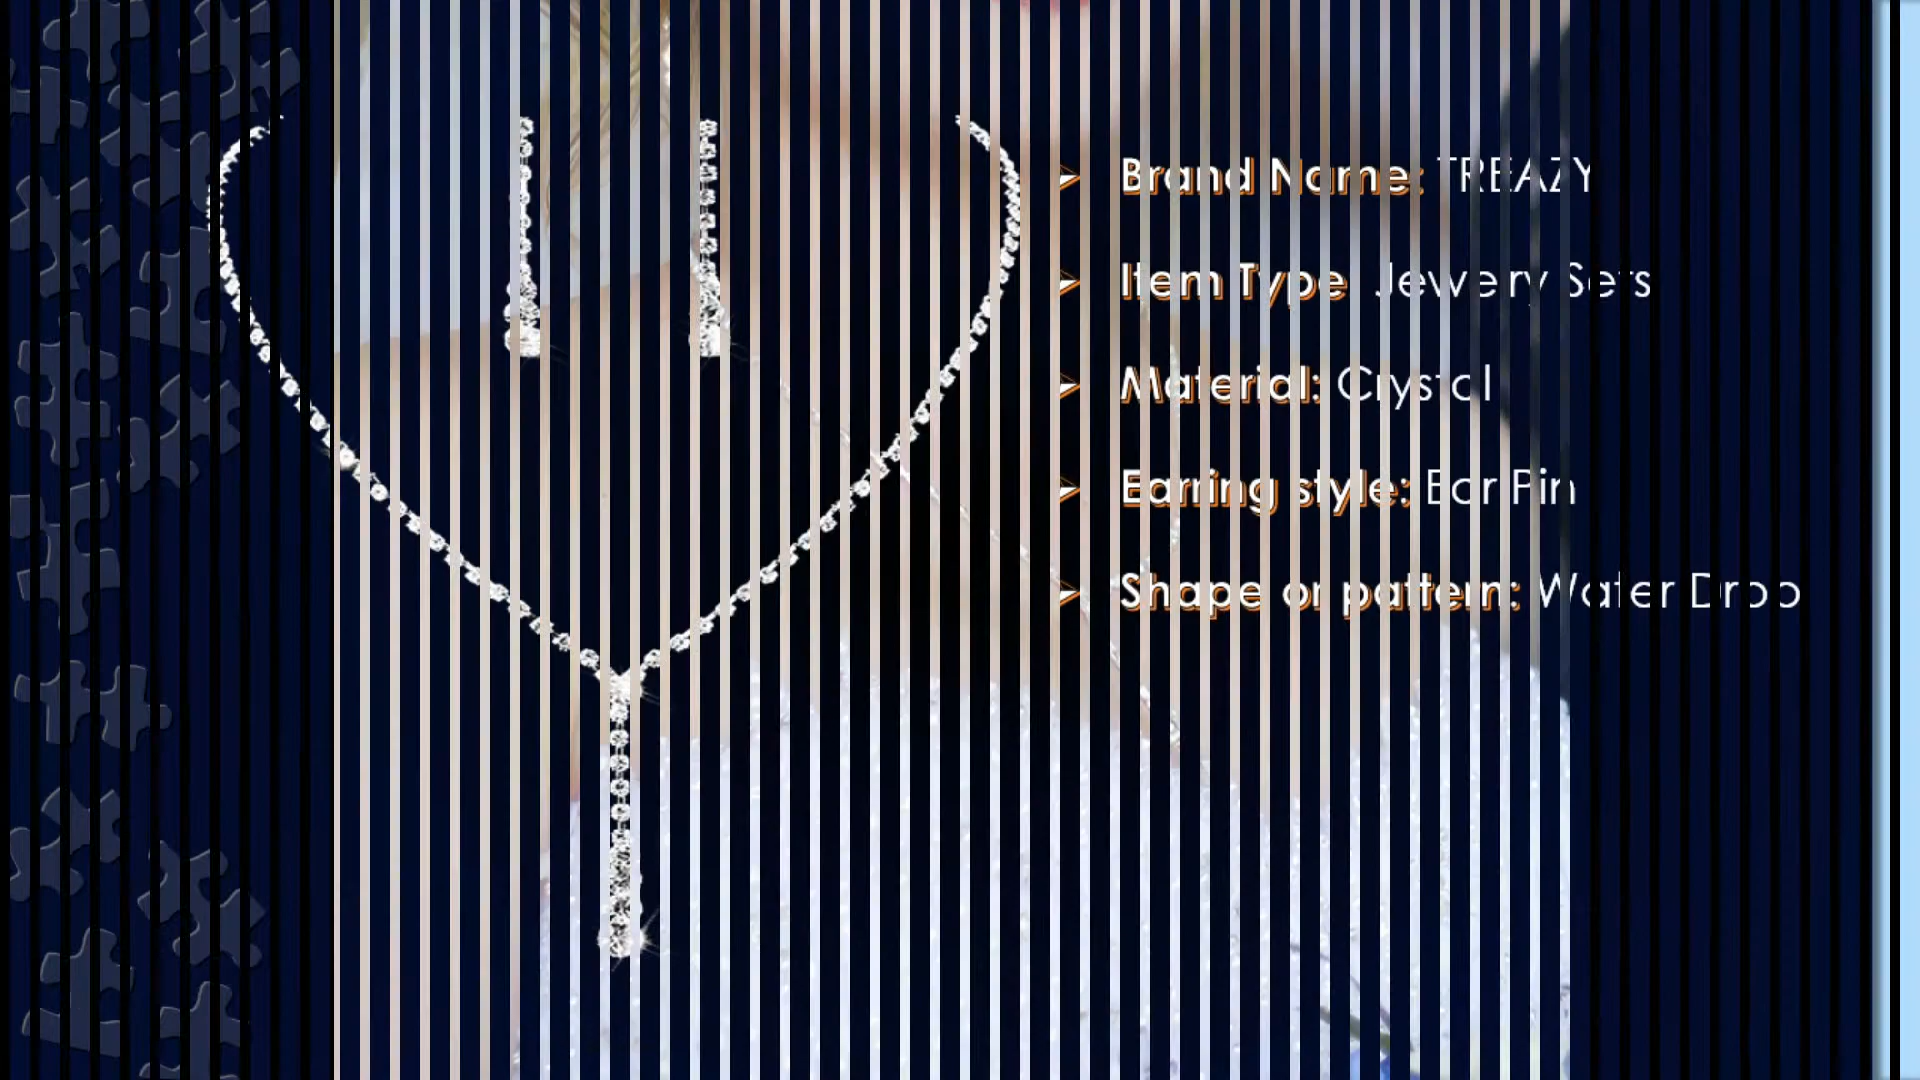 Brand Name: TREAZY
Item Type: Jewelry Sets
Material: Crystal
Earring style: Ear Pin
Shape or pattern: Water Drop